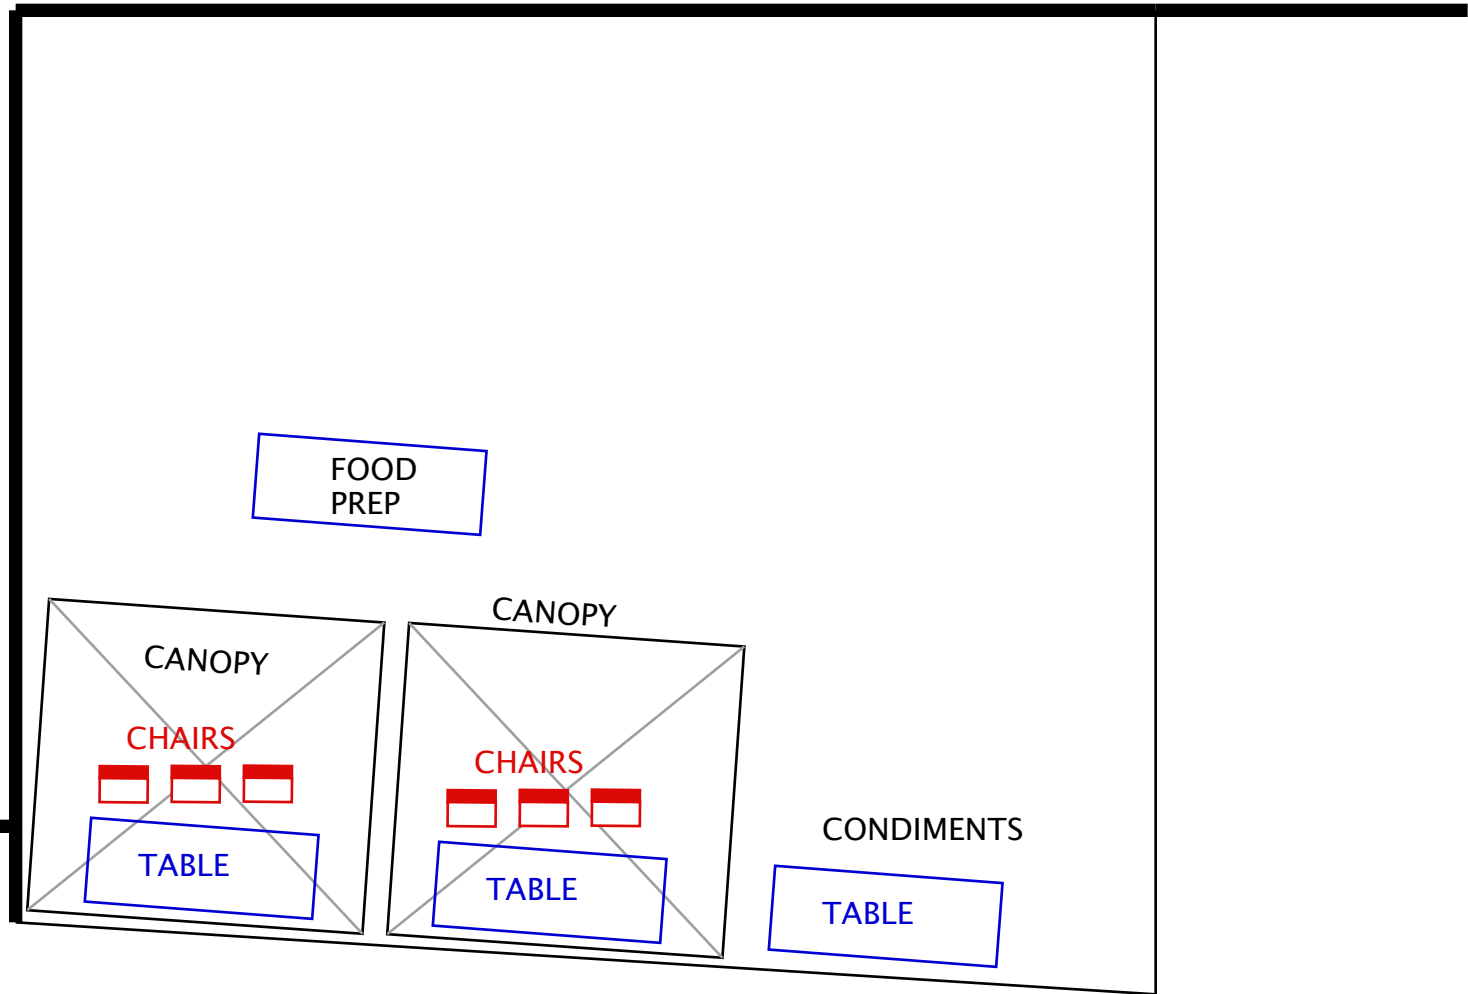 FOOD
PREP
CANOPY
CANOPY
CHAIRS
CHAIRS
CONDIMENTS
TABLE
TABLE
TABLE